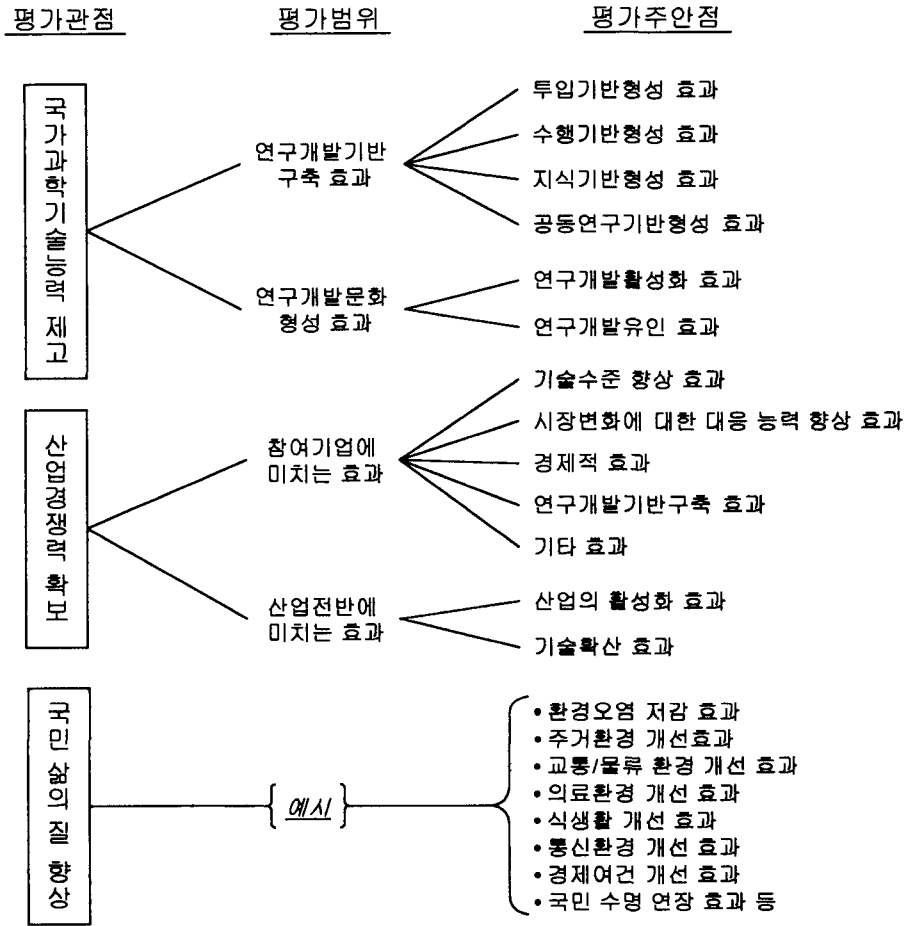 평가관점 평가범위 평가주안점
국가과학기술능력 제고
연구개발기반
구축 효과
투입기반형성 효과
수행기반형성 효과
지식기반형성 효과
공동연구기반형성 효과
연구개발문화
형성 효과
연구개발활성화 효과
연구개발유인 효과
산업경쟁력 확보
참여기업에
미치는 효과
기술수준 향상 효과
시장변화에 대한 대응 능력 향상 효과
경제적 효과
연구개발기반구축 효과
기타 효과
산업전반에
미치는 효과
산업의 활성화 효과
기술확산 효과
국민 삶의 질 향상
{예시}
• 환경오염 저감 효과
• 주거환경 개선효과
• 교통/물류 환경 개선 효과
• 의료환경 개선 효과
• 식생활 개선 효과
• 통신환경 개선 효과
• 경제여건 개선 효과
• 국민 수명 연장 효과 등